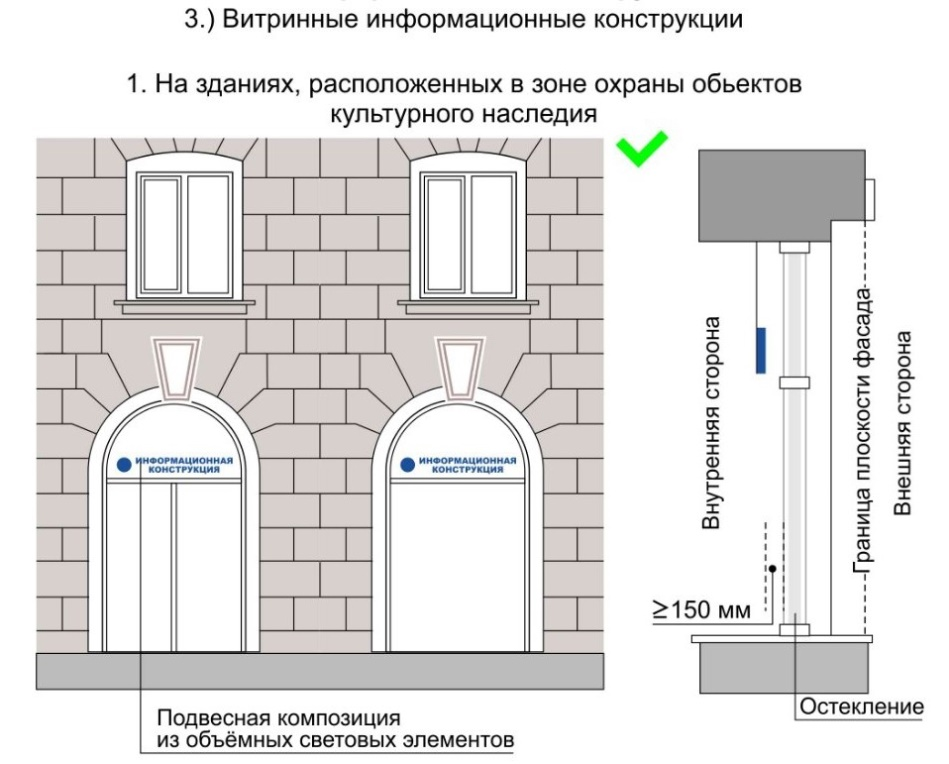 3.) Витринные информационные конструкции
1. На зданиях, расположенных в зоне охраны обьектов
культурного наследия
ИНФОРМАЦИОННАЯ
КОНСТРУКЦИЯ
ИНФОРМАЦИОННАЯ
КОНСТРУКЦИЯ
Подвесная композиция
из объёмных световых элементов
Внутренняя сторона
Граница плоскости фасада
Внешняя сторона
≥150 мм
Остекление